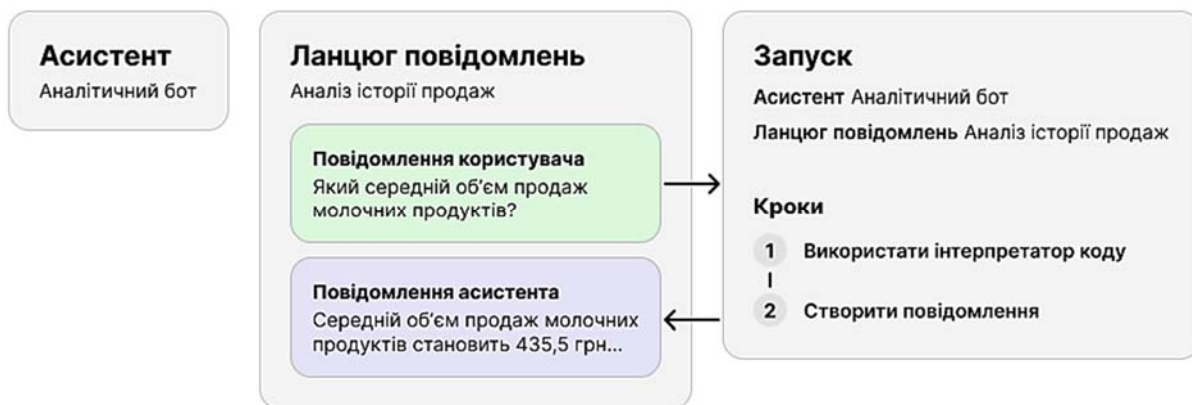 Асистент
Аналітичний бот
Ланцюг повідомлень
Аналіз історії продаж
Повідомлення користувача
Який середній об'єм продаж
молочних продуктів?
Повідомлення асистента
Середній об'єм продаж молочних
продуктів становить 435,5 грн...
Запуск
Асистент Аналітичний бот
Ланцюг повідомлень Аналіз історії продаж
Кроки
1 Використати інтерпретатор коду
2 Створити повідомлення